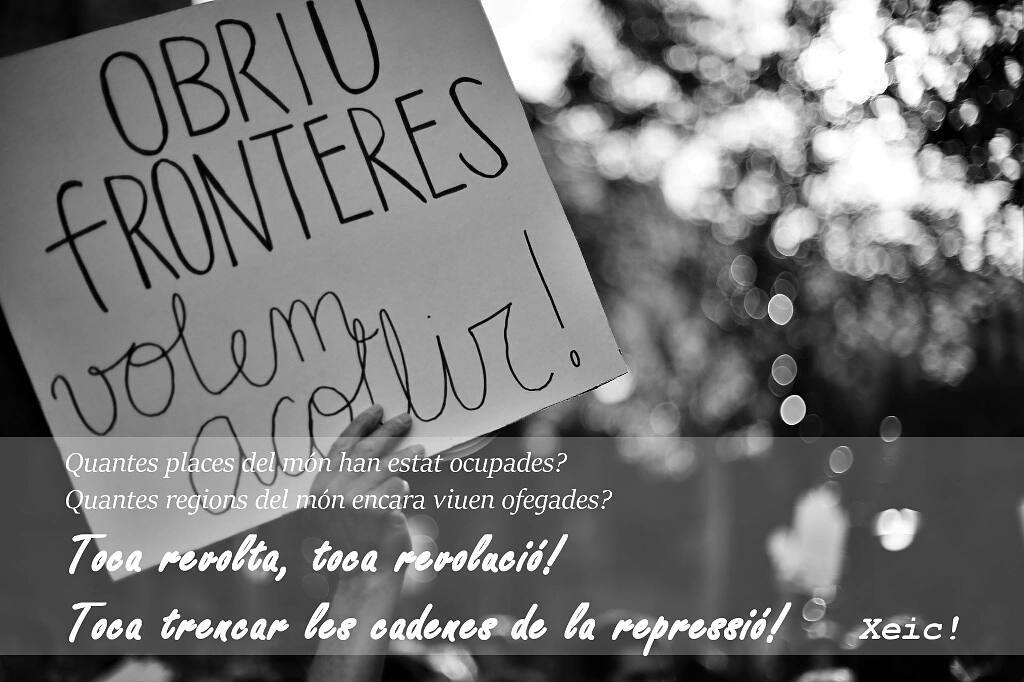 OBRIU
fRONTERES
volem
acollir!
Quantes places del món han estat ocupades?
Quantes regions del món encara viuen ofegades?
Toca revolta, toca revolució!
Toca trencar les cadenes de la repressió!
Xeic!